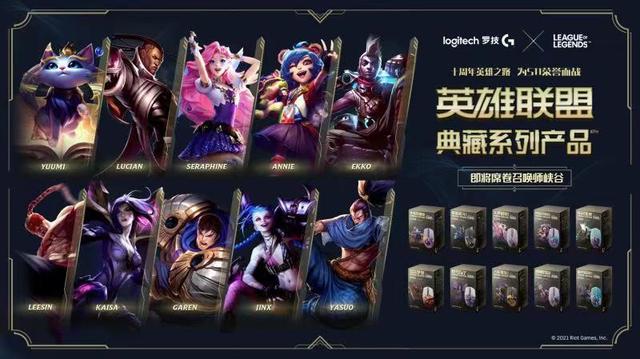 logitech 罗技 G × LEAGUE OF LEGENDS
十周年英雄之路 为S11荣誉而战
英雄联盟
典藏系列产品
即将席卷召唤师峡谷
YUUMI
LUCIAN
SERAPHINE
ANNIE
EKKO
LEESIN
KAISA
GAREN
JINX
YASUO
© 2021 Riot Games, Inc.